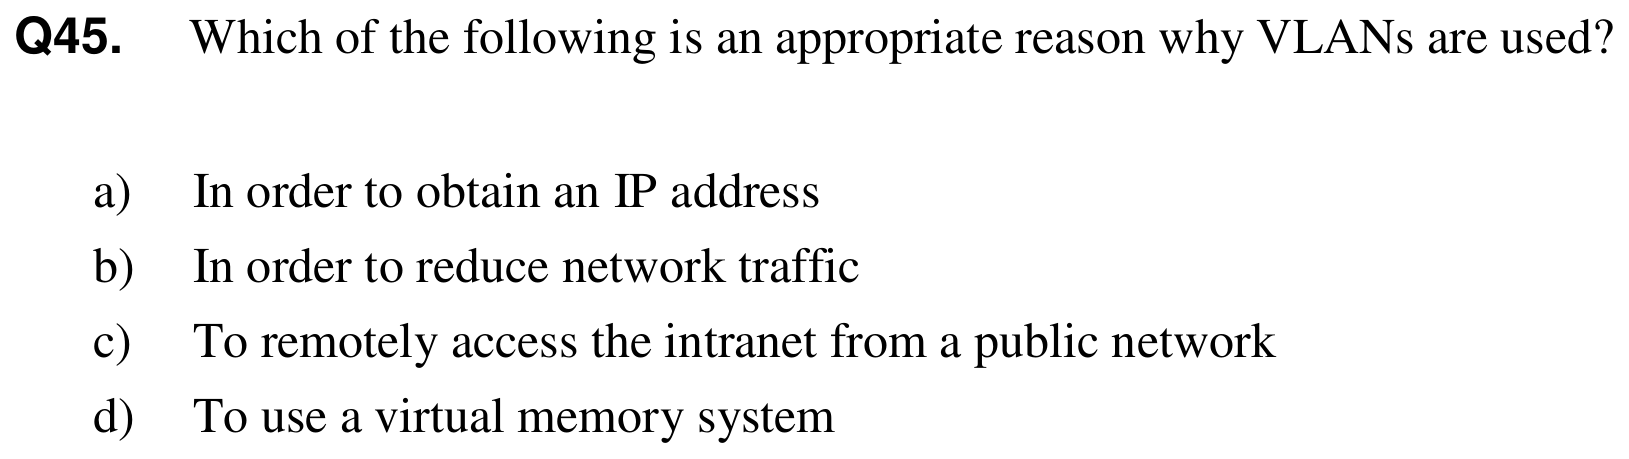 Q45. Which of the following is an appropriate reason why VLANs are used?
a) In order to obtain an IP address
b) In order to reduce network traffic
c) To remotely access the intranet from a public network
d) To use a virtual memory system